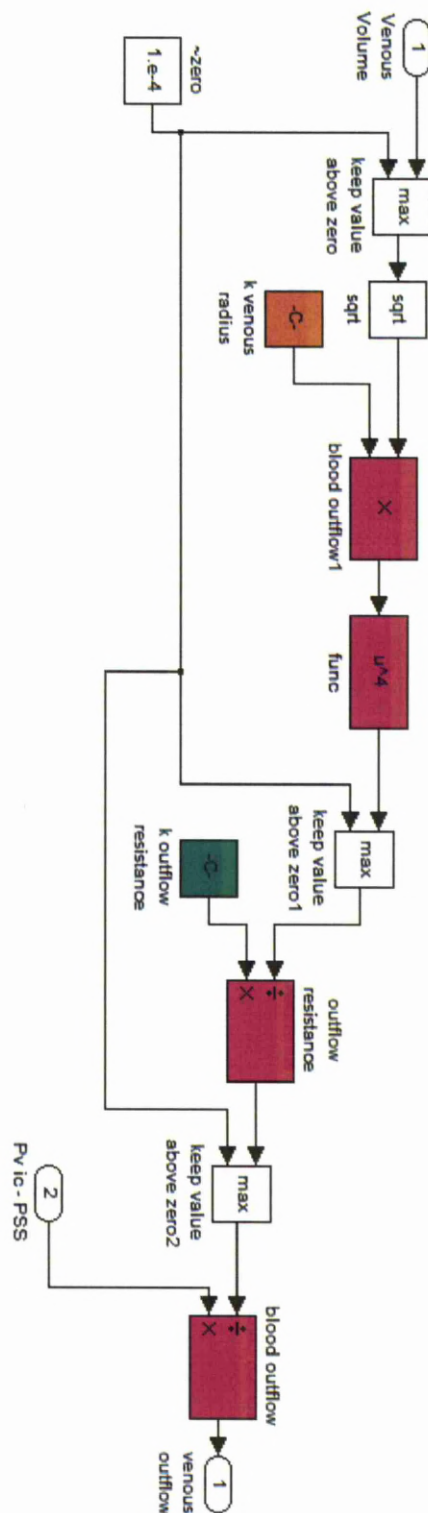 1
Venous
Volume
1.e-4
~zero
max
keep value
above zero
sqrt
sqrt
-C-
k venous
radius
×
blood outflow1
u^4
func
max
keep value
above zero1
-C-
k outflow
resistance
÷
×
outflow
resistance
max
keep value
above zero2
2
Pv ic - PSS
÷
×
blood outflow
1
venous
outflow